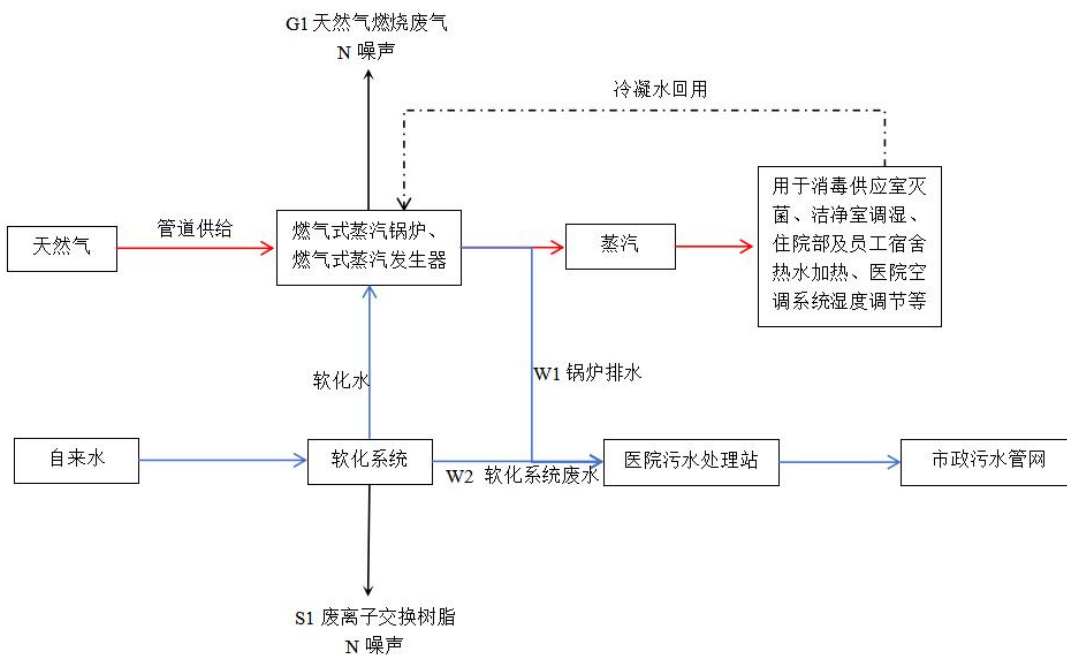 G1 天然气燃烧废气
N 噪声
冷凝水回用
天然气
管道供给
燃气式蒸汽锅炉、
燃气式蒸汽发生器
蒸汽
用于消毒供应室灭
菌、洁净室调湿、
住院部及员工宿舍
热水加热、医院空
调系统湿度调节等
软化水
W1 锅炉排水
自来水
软化系统
W2 软化系统废水
医院污水处理站
市政污水管网
S1 废离子交换树脂
N 噪声